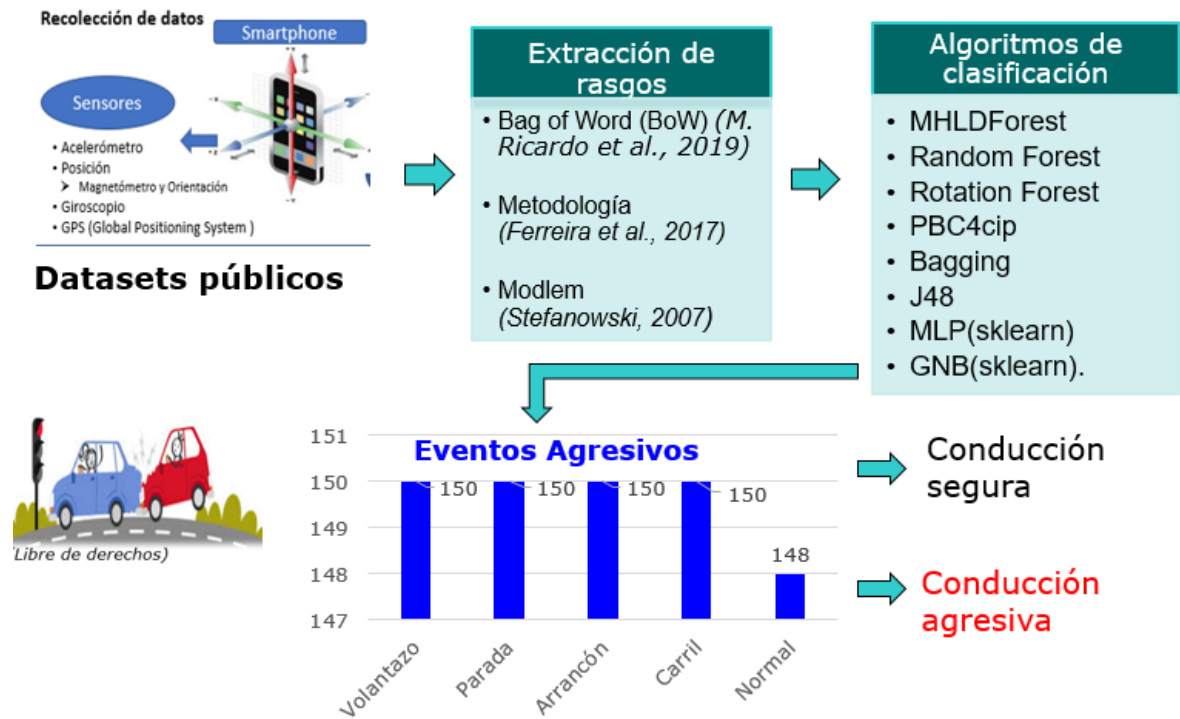 Recolección de datos
Smartphone
Sensores
• Acelerómetro
• Posición
➤ Magnetómetro y Orientación
• Giroscopio
• GPS (Global Positioning System )
Datasets públicos
Extracción de
rasgos
• Bag of Word (BoW) (M.
Ricardo et al., 2019)
• Metodología
(Ferreira et al., 2017)
• Modlem
(Stefanowski, 2007)
Algoritmos de
clasificación
• MHLDForest
• Random Forest
• Rotation Forest
• PBC4cip
• Bagging
• J48
• MLP(sklearn)
• GNB(sklearn).
(Libre de derechos)
Eventos Agresivos
151
150
149
148
147
150
150
150
150
148
Volantazo
Parada
Arrancón
Carril
Normal
Conducción
segura
Conducción
agresiva